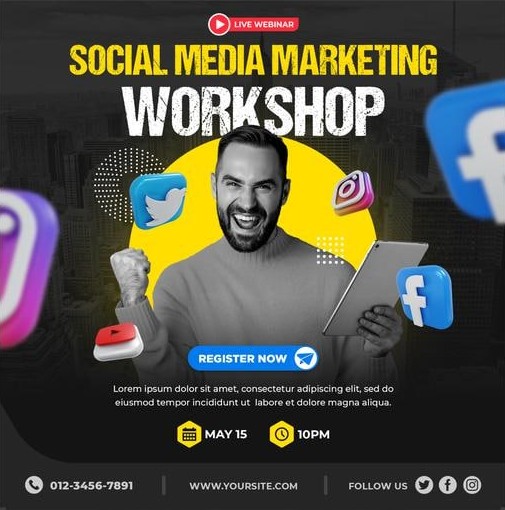 LIVE WEBINAR
SOCIAL MEDIA MARKETING
WORKSHOP
REGISTER NOW
Lorem ipsum dolor sit amet, consectetur adipiscing elit, sed do
eiusmod tempor incididunt ut labore et dolore magna aliqua.
MAY 15
10PM
012-3456-7891
WWW.YOURSITE.COM
FOLLOW US